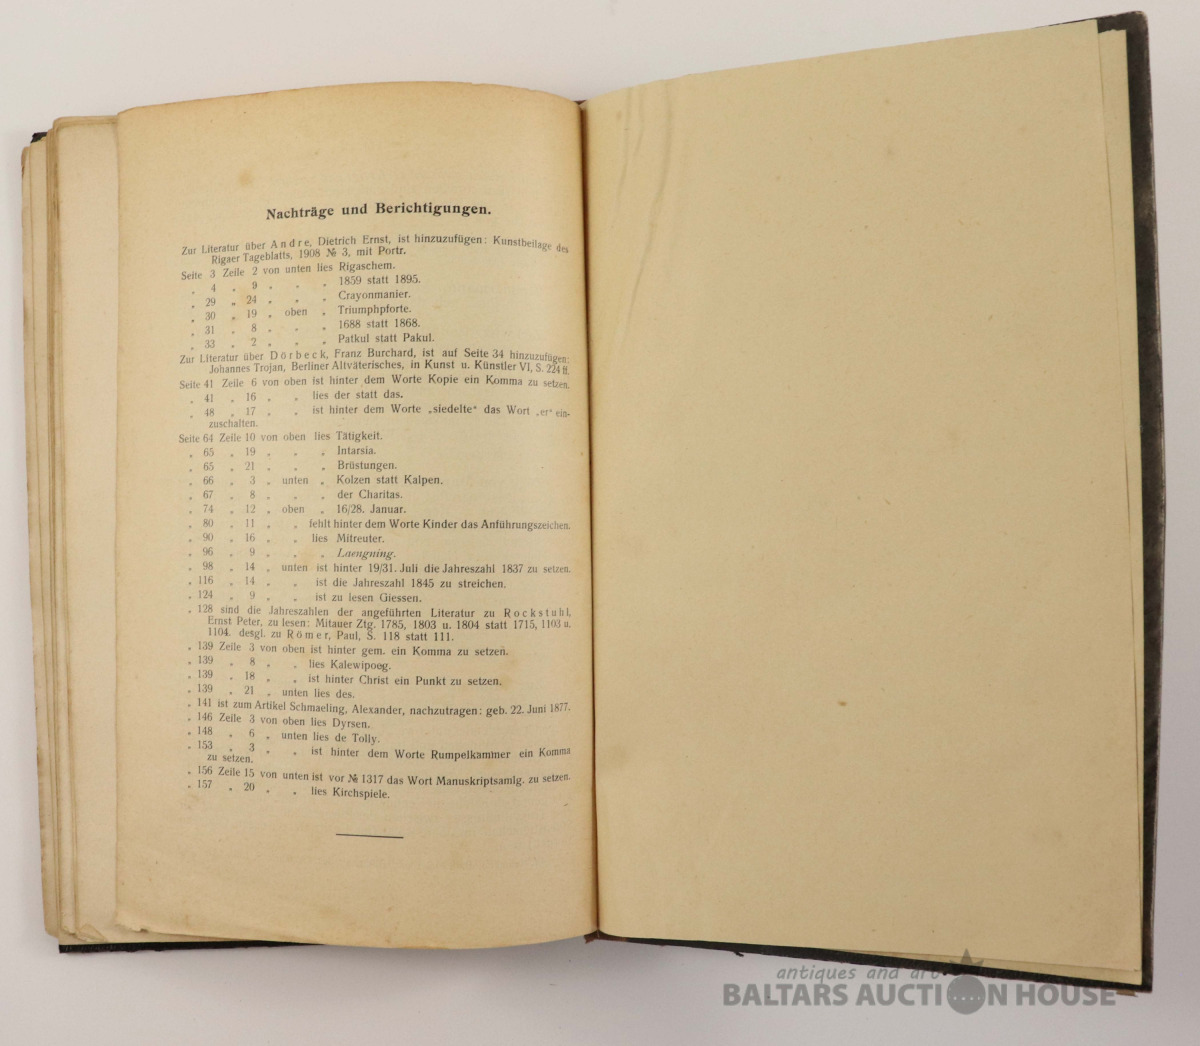 Nachträge und Berichtigungen.
Zur Literatur über Andre, Dietrich Ernst, ist hinzuzufügen: Kunstbeilage des
Rigaer Tageblatts, 1908 № 3, mit Portr.
Seite 3 Zeile 2 von unten lies Rigaschem.
„ 4 „ 9 „ „ „ 1859 statt 1895.
„ 29 „ 24 „ „ „ Crayonmanier.
„ 30 „ 19 „ oben „ Triumphpforte.
„ 31 „ 8 „ „ „ 1688 statt 1868.
„ 33 „ 2 „ „ „ Patkul statt Pakul.
Zur Literatur über Dörbeck, Franz Burchard, ist auf Seite 34 hinzuzufügen:
Johannes Trojan, Berliner Altväterisches, in Kunst u. Künstler VI, S. 224 ff.
Seite 41 Zeile 6 von oben ist hinter dem Worte Kopie ein Komma zu setzen.
„ 41 „ 16 „ „ lies der statt das.
„ 48 „ 17 „ „ ist hinter dem Worte „siedelte“ das Wort „er“ ein-
zuschalten.
Seite 64 Zeile 10 von oben lies Tätigkeit.
„ 65 „ 19 „ „ „ Intarsia.
„ 65 „ 21 „ „ „ Brüstungen.
„ 66 „ 3 „ unten „ Kolzen statt Kalpen.
„ 67 „ 8 „ „ „ der Charitas.
„ 74 „ 12 „ oben „ 16/28. Januar.
„ 80 „ 11 „ „ fehlt hinter dem Worte Kinder das Anführungszeichen.
„ 90 „ 16 „ „ lies Mitreuter.
„ 96 „ 9 „ „ „ Laengning.
„ 98 „ 14 „ unten ist hinter 19/31. Juli die Jahreszahl 1837 zu setzen.
„ 116 „ 14 „ „ ist die Jahreszahl 1845 zu streichen.
„ 124 „ 9 „ „ ist zu lesen Giessen.
„ 128 sind die Jahreszahlen der angeführten Literatur zu Rockstuhl,
Ernst Peter, zu lesen: Mitauer Ztg. 1785, 1803 u. 1804 statt 1715, 1103 u.
1104. desgl. zu Römer, Paul, S. 118 statt 111.
„ 139 Zeile 3 von oben ist hinter gem. ein Komma zu setzen.
„ 139 „ 8 „ „ lies Kalewipoeg.
„ 139 „ 18 „ „ ist hinter Christ ein Punkt zu setzen.
„ 139 „ 21 „ unten lies des.
„ 141 ist zum Artikel Schmaeling, Alexander, nachzutragen: geb. 22. Juni 1877.
„ 146 Zeile 3 von oben lies Dyrsen.
„ 148 „ 6 „ unten lies de Tolly.
„ 153 „ 3 „ „ ist hinter dem Worte Rumpelkammer ein Komma
zu setzen.
„ 156 Zeile 15 von unten ist vor № 1317 das Wort Manuskriptsamlg. zu setzen.
„ 157 „ 20 „ „ lies Kirchspiele.
antiques and art
BALTARS AUCTION HOUSE